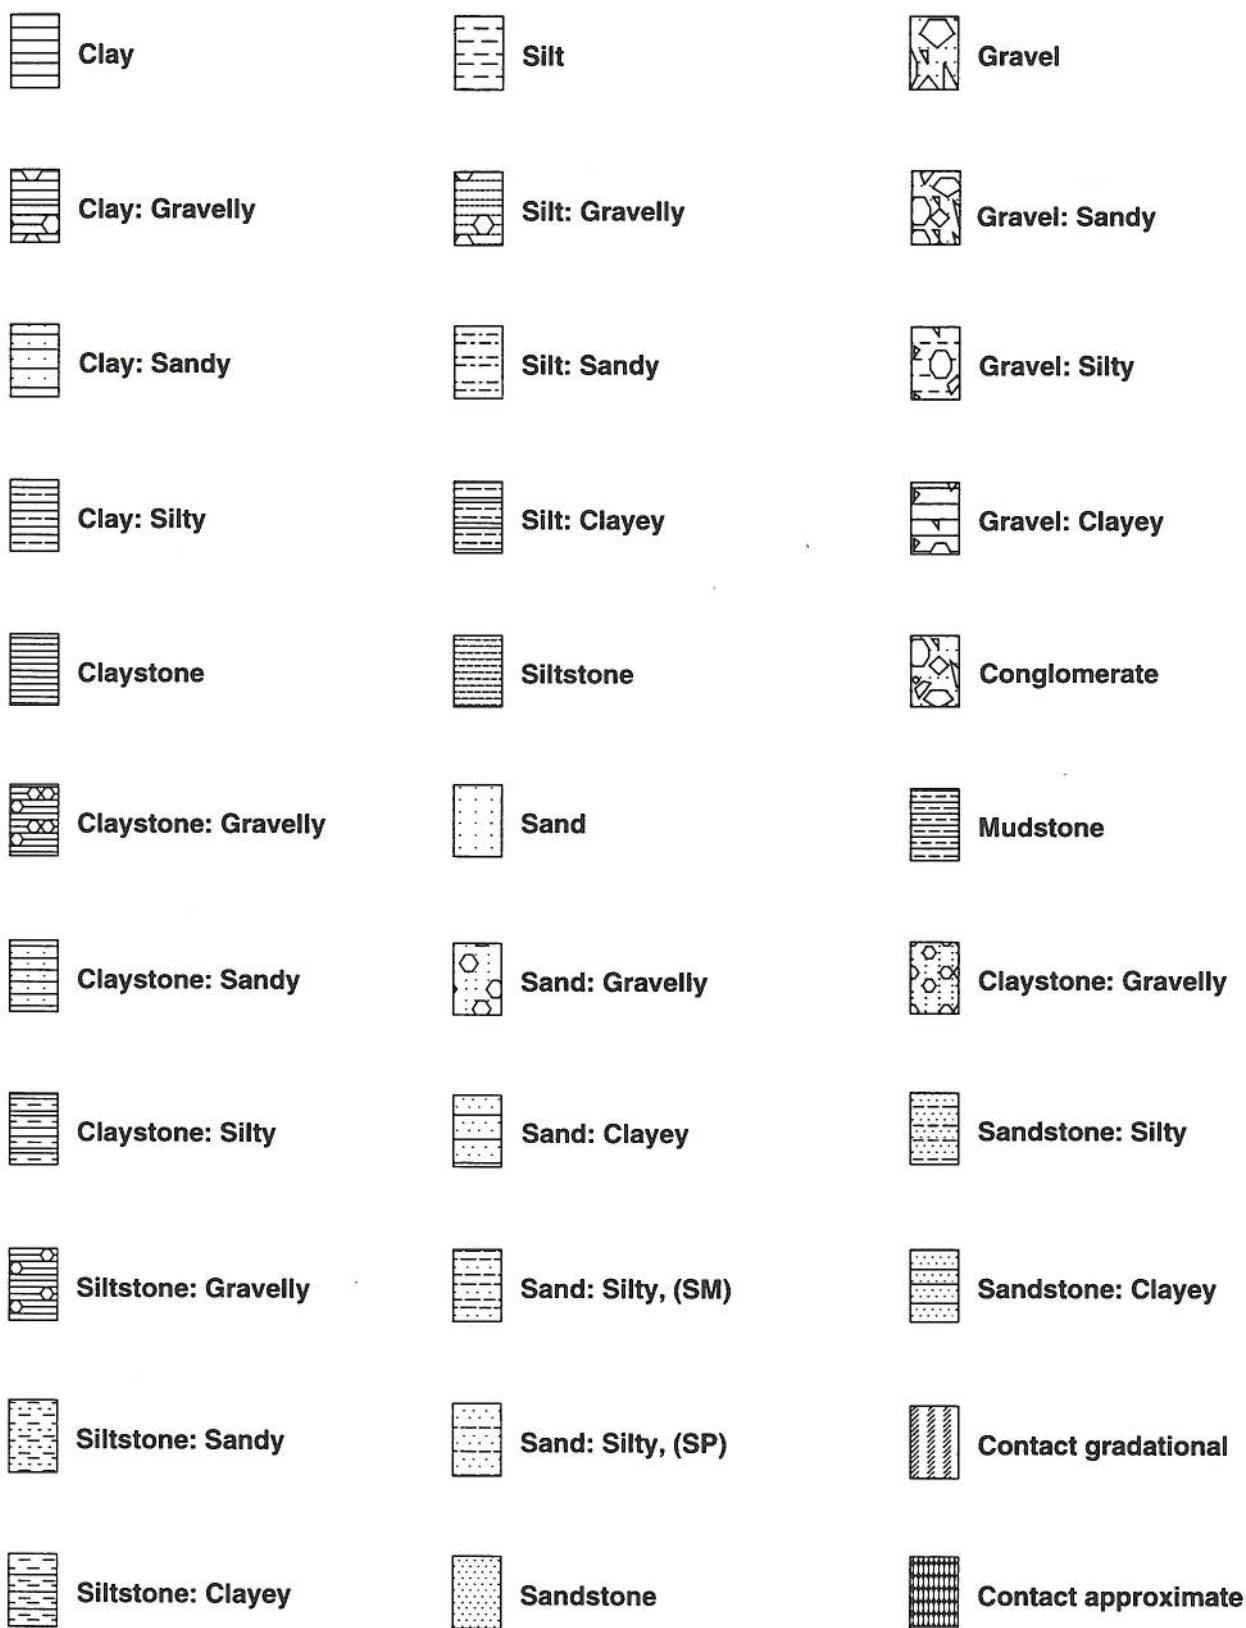 Clay
Silt
Gravel
Clay: Gravelly
Silt: Gravelly
Gravel: Sandy
Clay: Sandy
Silt: Sandy
Gravel: Silty
Clay: Silty
Silt: Clayey
Gravel: Clayey
Claystone
Siltstone
Conglomerate
Claystone: Gravelly
Sand
Mudstone
Claystone: Sandy
Sand: Gravelly
Claystone: Gravelly
Claystone: Silty
Sand: Clayey
Sandstone: Silty
Siltstone: Gravelly
Sand: Silty, (SM)
Sandstone: Clayey
Siltstone: Sandy
Sand: Silty, (SP)
Contact gradational
Siltstone: Clayey
Sandstone
Contact approximate